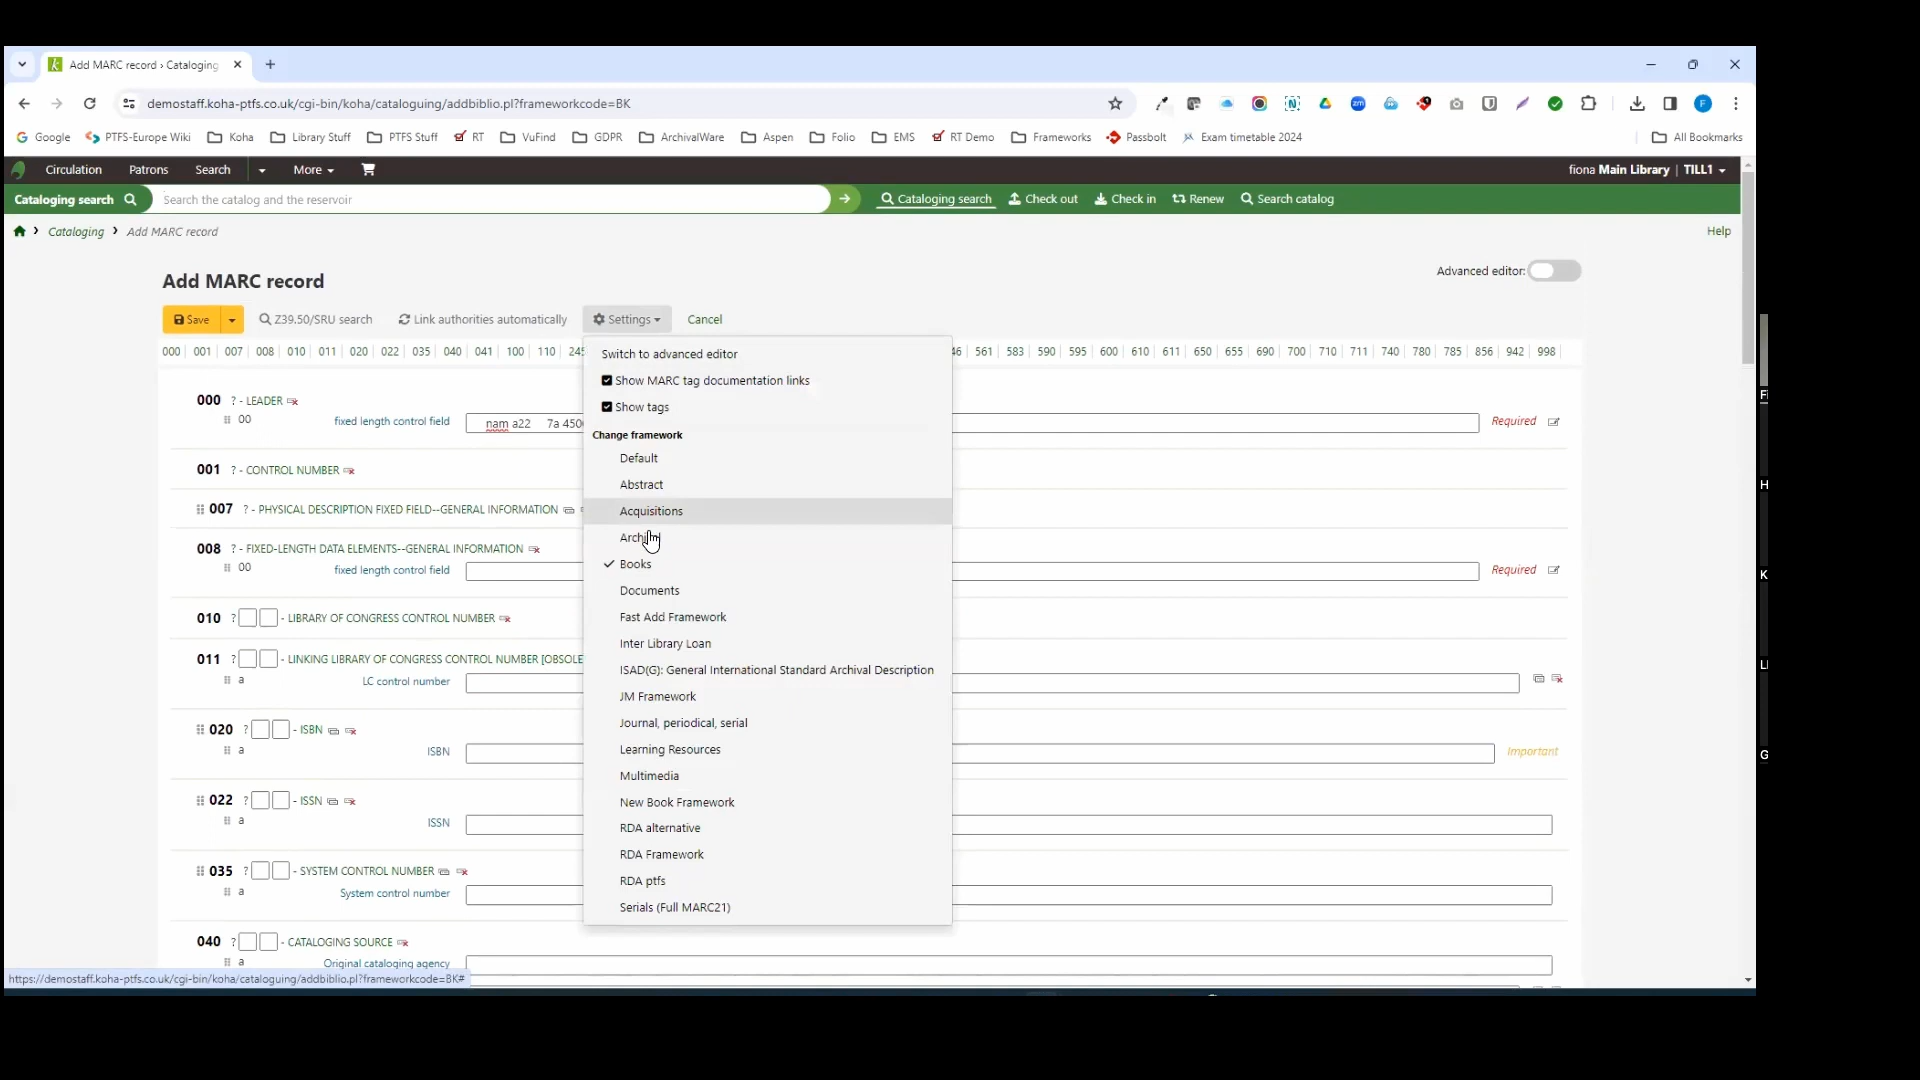 Add MARC record › Cataloging
demostaff.koha-ptfs.co.uk/cgi-bin/koha/cataloguing/addbiblio.pl?frameworkcode=BK
Google PTFS-Europe Wiki Koha Library Stuff PTFS Stuff RT VuFind GDPR ArchivalWare Aspen Folio EMS RT Demo Frameworks Passbolt Exam timetable 2024 All Bookmarks
Circulation Patrons Search More fiona Main Library | TILL1
Cataloging search Search the catalog and the reservoir Cataloging search Check out Check in Renew Search catalog
Cataloging Add MARC record Help
Add MARC record Advanced editor:
Save Z39.50/SRU search Link authorities automatically Settings Cancel
000 001 007 008 010 011 020 022 035 040 041 100 110 245 46 561 583 590 595 600 610 611 650 655 690 700 710 711 740 780 785 856 942 998
Switch to advanced editor
Show MARC tag documentation links
Show tags
Change framework
Default
Abstract
Acquisitions
Books
Documents
Fast Add Framework
Inter Library Loan
ISAD(G): General International Standard Archival Description
JM Framework
Journal, periodical, serial
Learning Resources
Multimedia
New Book Framework
RDA alternative
RDA Framework
RDA ptfs
Serials (Full MARC21)
000 ? - LEADER
00 fixed length control field nam a22 7a 450 Required
001 ? - CONTROL NUMBER
007 ? - PHYSICAL DESCRIPTION FIXED FIELD--GENERAL INFORMATION
008 ? - FIXED-LENGTH DATA ELEMENTS--GENERAL INFORMATION
00 fixed length control field Required
010 ? - LIBRARY OF CONGRESS CONTROL NUMBER
011 ? - LINKING LIBRARY OF CONGRESS CONTROL NUMBER [OBSOLE
a LC control number
020 ? - ISBN
a ISBN Important
022 ? - ISSN
a ISSN
035 ? - SYSTEM CONTROL NUMBER
a System control number
040 ? - CATALOGING SOURCE
a Original cataloging agency
https://demostaff.koha-ptfs.co.uk/cgi-bin/koha/cataloguing/addbiblio.pl?frameworkcode=BK#